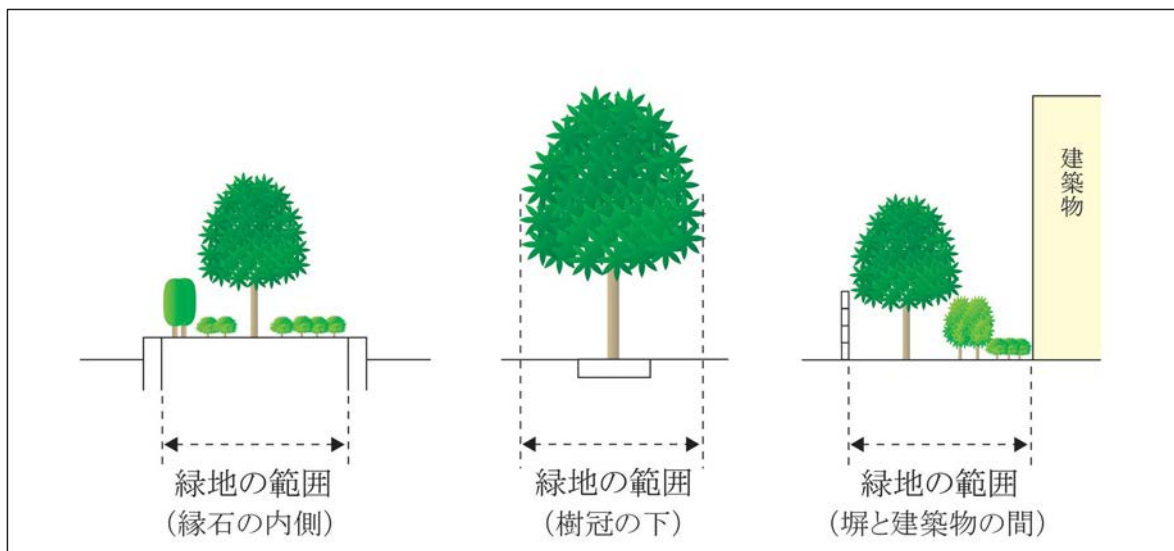 建築物
緑地の範囲
（縁石の内側）
緑地の範囲
（樹冠の下）
緑地の範囲
（塀と建築物の間）